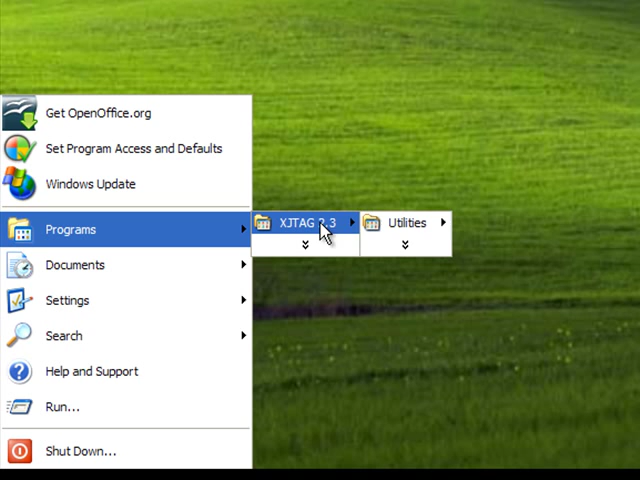 Get OpenOffice.org
Set Program Access and Defaults
Windows Update
Programs
XJTAG 2.3
Utilities
Documents
Settings
Search
Help and Support
Run...
Shut Down...